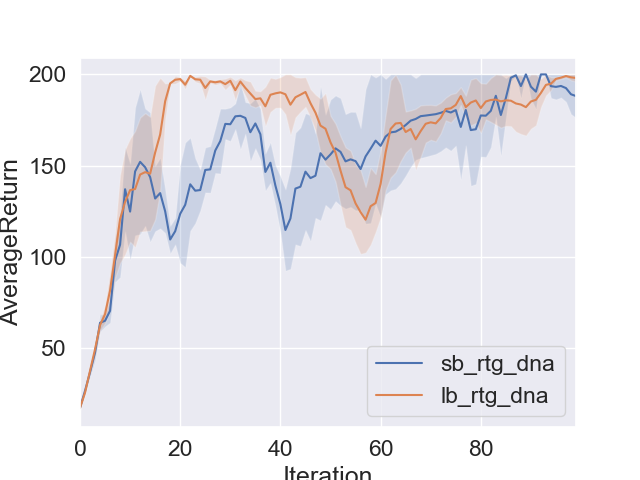 200
150
100
50
AverageReturn
0 20 40 60 80
Iteration
sb_rtg_dna
lb_rtg_dna